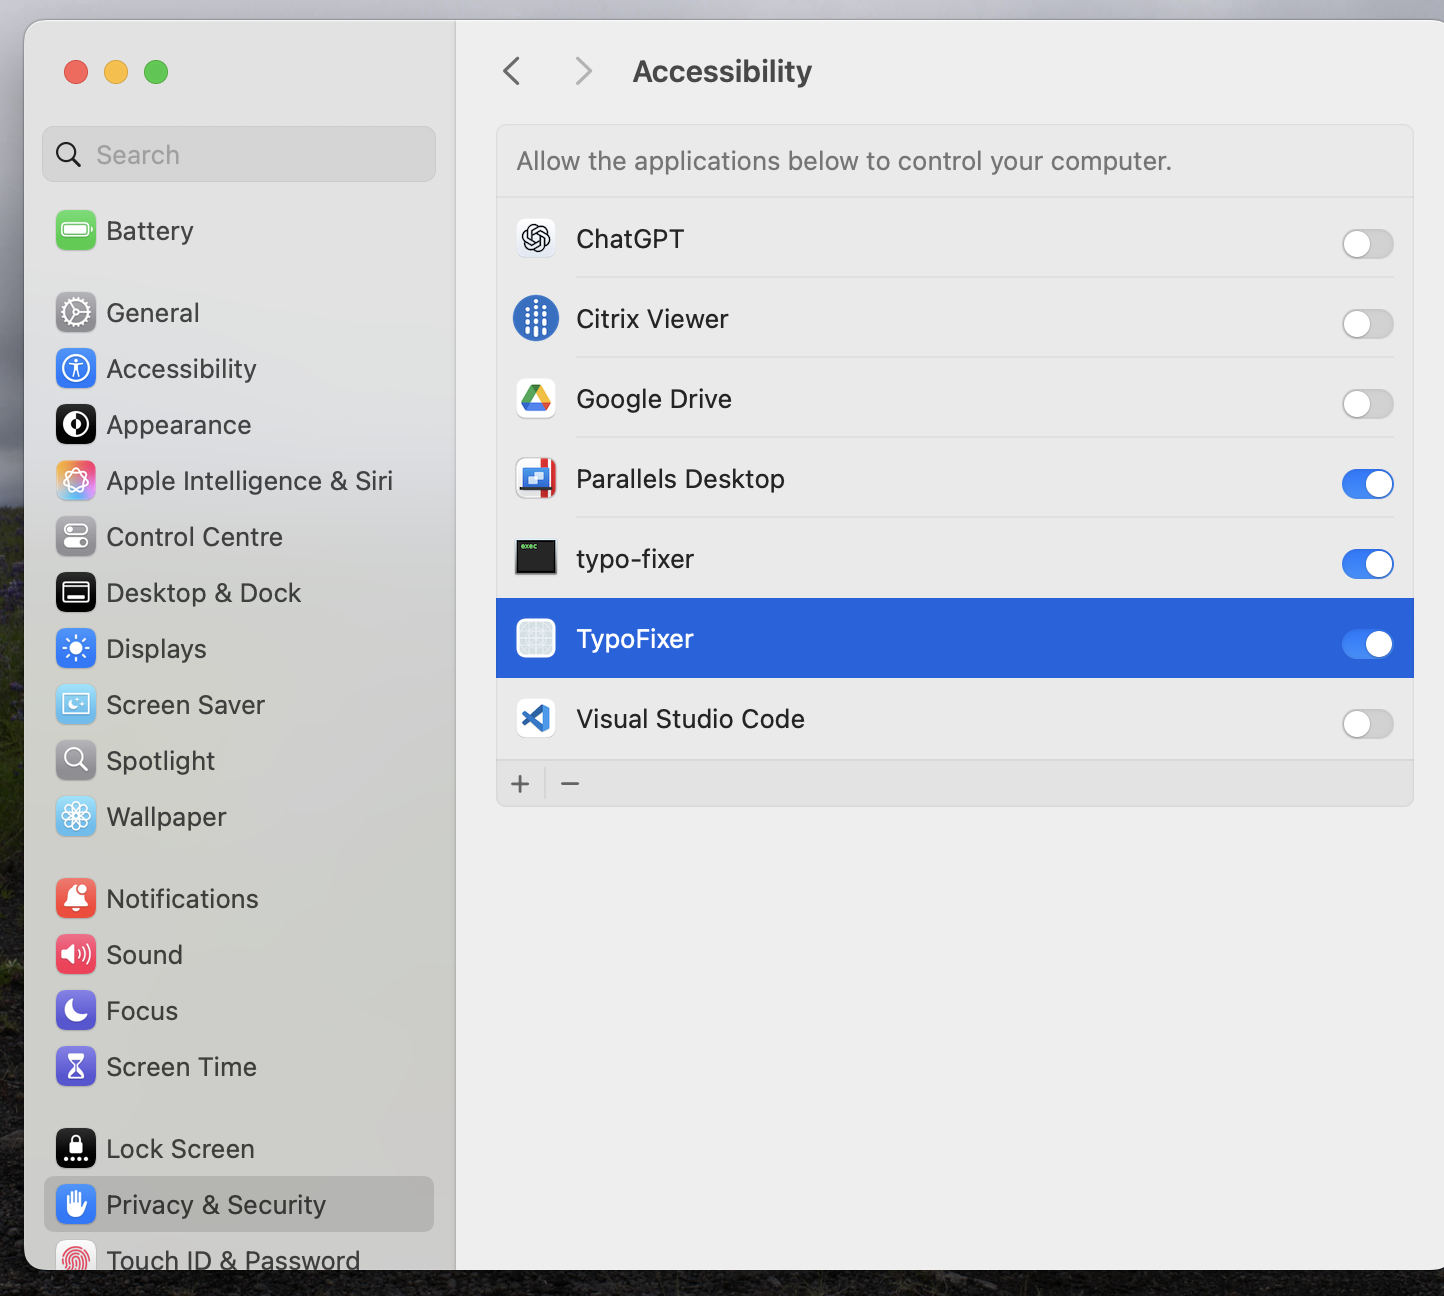 Accessibility
Search
Battery
General
Accessibility
Appearance
Apple Intelligence & Siri
Control Centre
Desktop & Dock
Displays
Screen Saver
Spotlight
Wallpaper
Notifications
Sound
Focus
Screen Time
Lock Screen
Privacy & Security
Touch ID & Password
Allow the applications below to control your computer.
ChatGPT
Citrix Viewer
Google Drive
Parallels Desktop
exec
typo-fixer
TypoFixer
Visual Studio Code